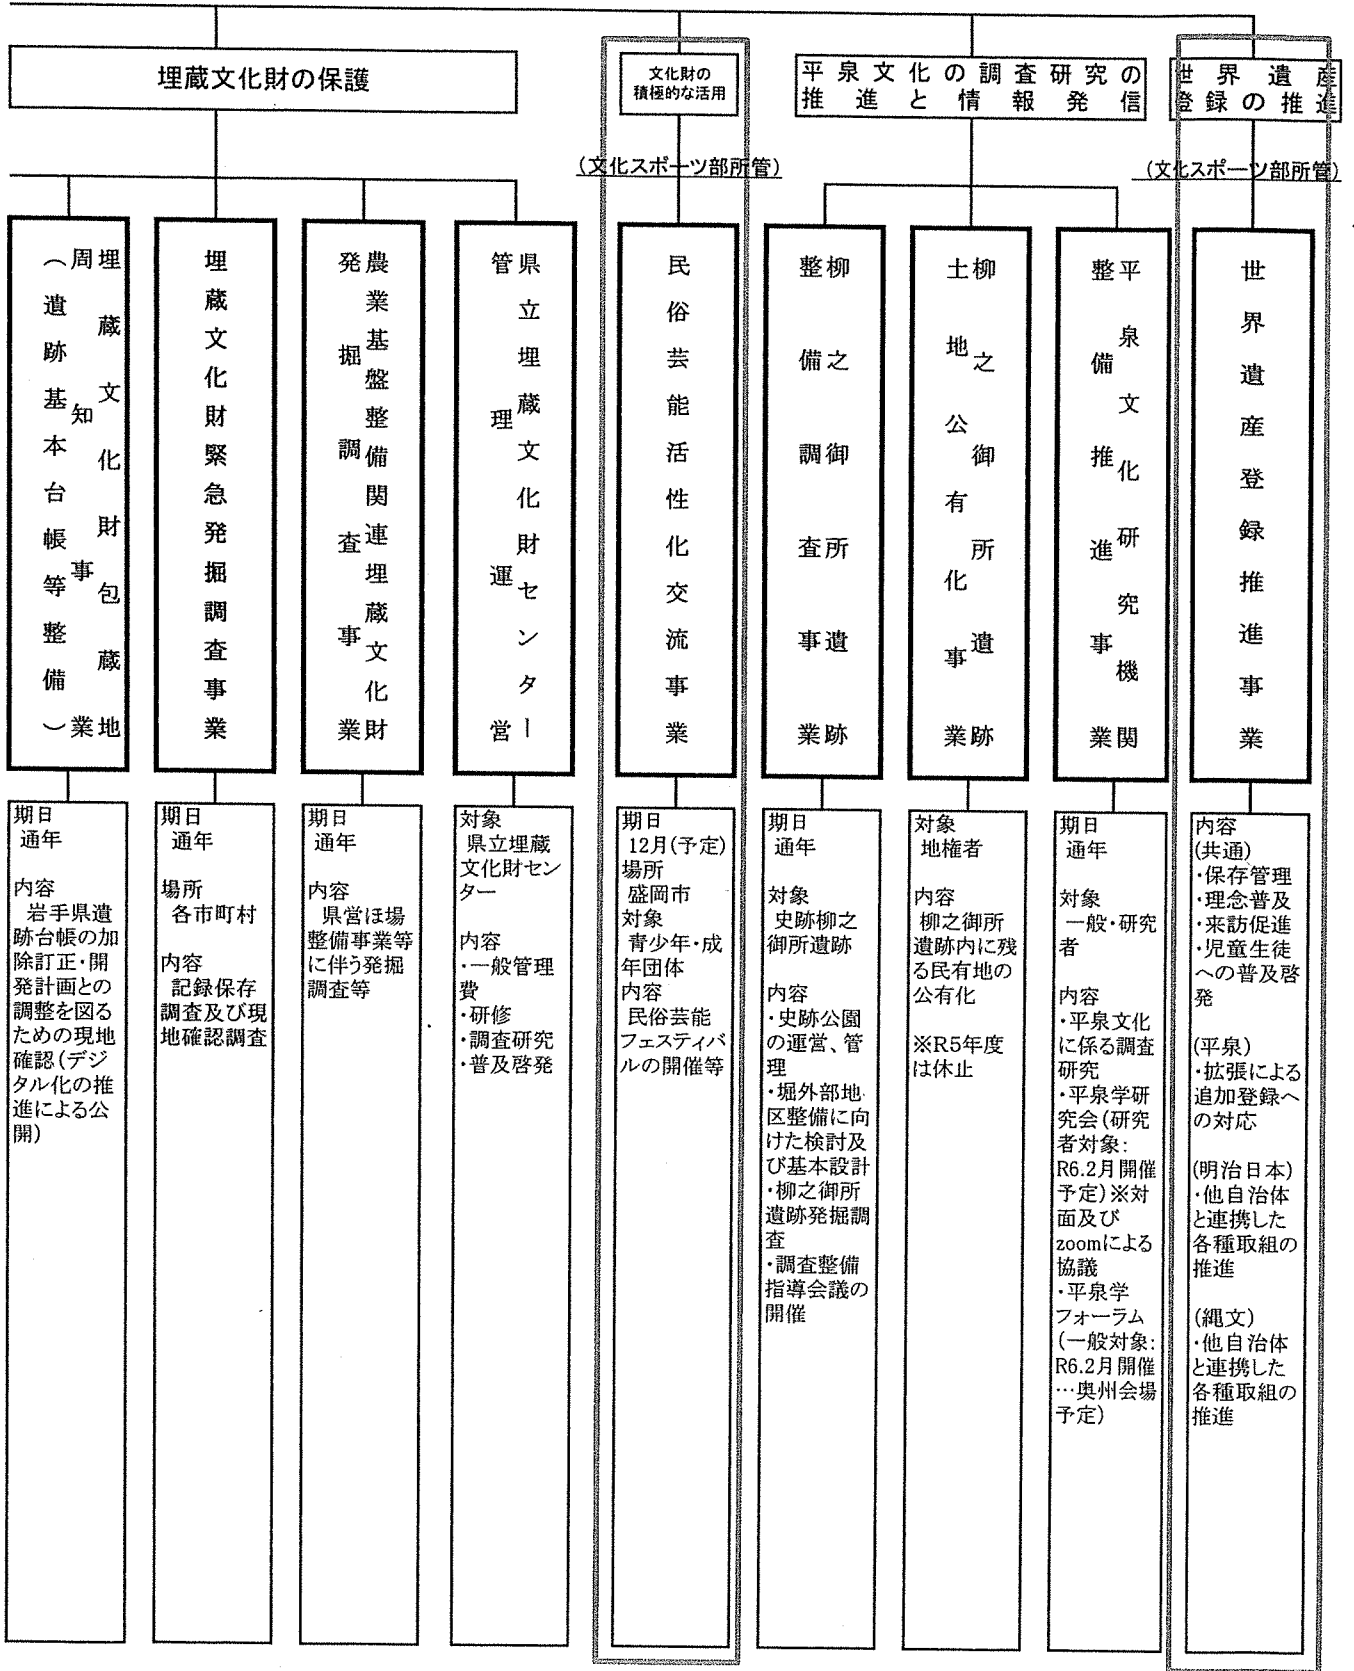 埋蔵文化財の保護
文化財の
積極的な活用
平泉文化の調査研究の
推進と情報発信
世界遺産
登録の推進
(文化スポーツ部所管)
(文化スポーツ部所管)
埋蔵文化財包蔵地
周知事業
(遺跡基本台帳等整備)
埋蔵文化財緊急発掘調査事業
農業基盤整備関連埋蔵文化財
発掘調査事業
県立埋蔵文化財センター
管理運営
民俗芸能活性化交流事業
柳之御所遺跡
整備調査事業
柳之御所遺跡
土地公有化事業
平泉文化研究機関
整備推進事業
世界遺産登録推進事業
期日
通年
内容
岩手県遺
跡台帳の加
除訂正・開
発計画との
調整を図る
ための現地
確認(デジ
タル化の推
進による公
開)
期日
通年
場所
各市町村
内容
記録保存
調査及び現
地確認調査
期日
通年
内容
県営ほ場
整備事業等
に伴う発掘
調査等
対象
県立埋蔵
文化財セン
ター
内容
・一般管理
費
・研修
・調査研究
・普及啓発
期日
12月(予定)
場所
盛岡市
対象
青少年・成
年団体
内容
民俗芸能
フェスティバ
ルの開催等
期日
通年
対象
史跡柳之
御所遺跡
内容
・史跡公園
の運営、管
理
・堀外部地
区整備に向
けた検討及
び基本設計
・柳之御所
遺跡発掘調
査
・調査整備
指導会議の
開催
対象
地権者
内容
柳之御所
遺跡内に残
る民有地の
公有化
※R5年度
は休止
期日
通年
対象
一般・研究
者
内容
・平泉文化
に係る調査
研究
・平泉学研
究会(研究
者対象:
R6.2月開催
予定)※対
面及び
zoomによる
協議
・平泉学
フォーラム
(一般対象:
R6.2月開催
…奥州会場
予定)
内容
(共通)
・保存管理
・理念普及
・来訪促進
・児童生徒
への普及啓
発
(平泉)
・拡張による
追加登録へ
の対応
(明治日本)
・他自治体
と連携した
各種取組の
推進
(縄文)
・他自治体
と連携した
各種取組の
推進